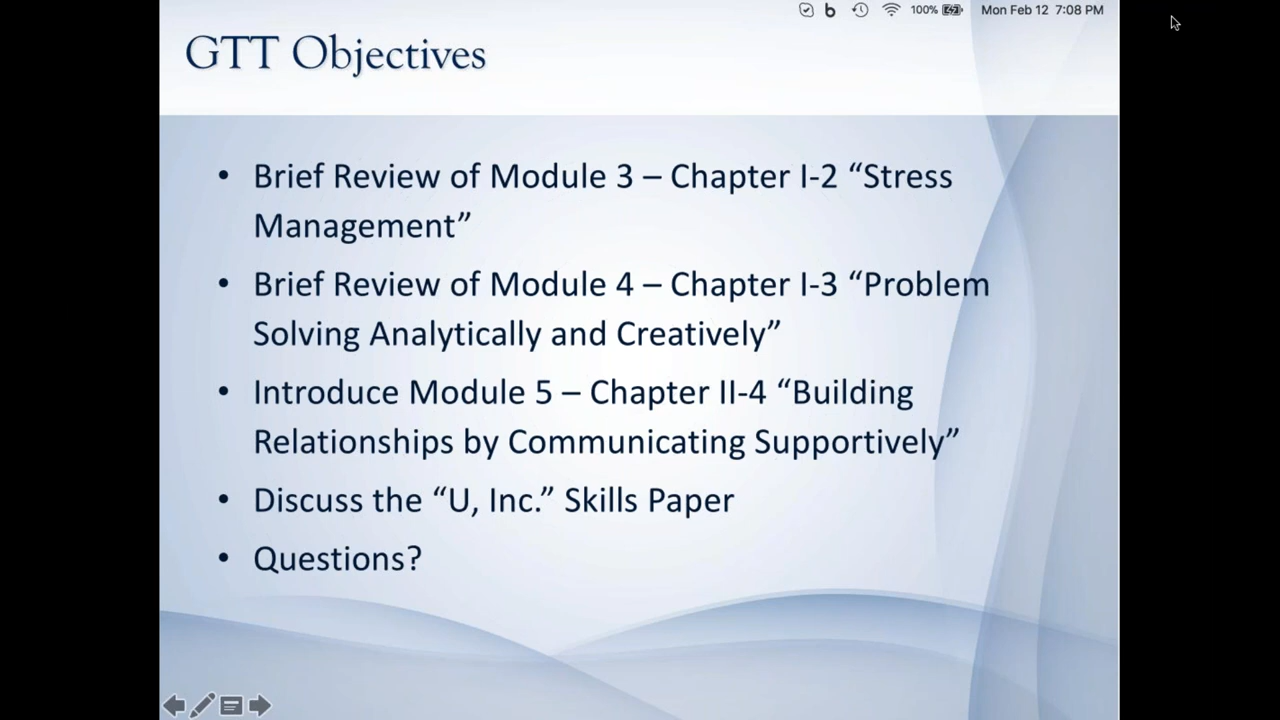 100% Mon Feb 12 7:08 PM
GTT Objectives
• Brief Review of Module 3 – Chapter I-2 “Stress
Management”
• Brief Review of Module 4 – Chapter I-3 “Problem
Solving Analytically and Creatively”
• Introduce Module 5 – Chapter II-4 “Building
Relationships by Communicating Supportively”
• Discuss the “U, Inc.” Skills Paper
• Questions?